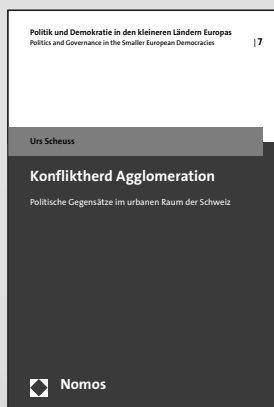 Politik und Demokratie in den kleineren Ländern Europas
Politics and Governance in the Smaller European Democracies | 7
Urs Scheuss
Konfliktherd Agglomeration
Politische Gegensätze im urbanen Raum der Schweiz
Nomos